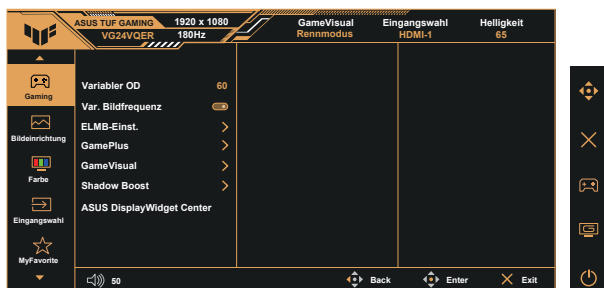 ASUS TUF GAMING 1920 x 1080 GameVisual Eingangswahl Helligkeit
VG24VQER 180Hz Rennmodus HDMI-1 65
Gaming
Bildeinrichtung
Farbe
Eingangswahl
MyFavorite
Variabler OD 60
Var. Bildfrequenz
ELMB-Einst.
GamePlus
GameVisual
Shadow Boost
ASUS DisplayWidget Center
50 Back Enter Exit